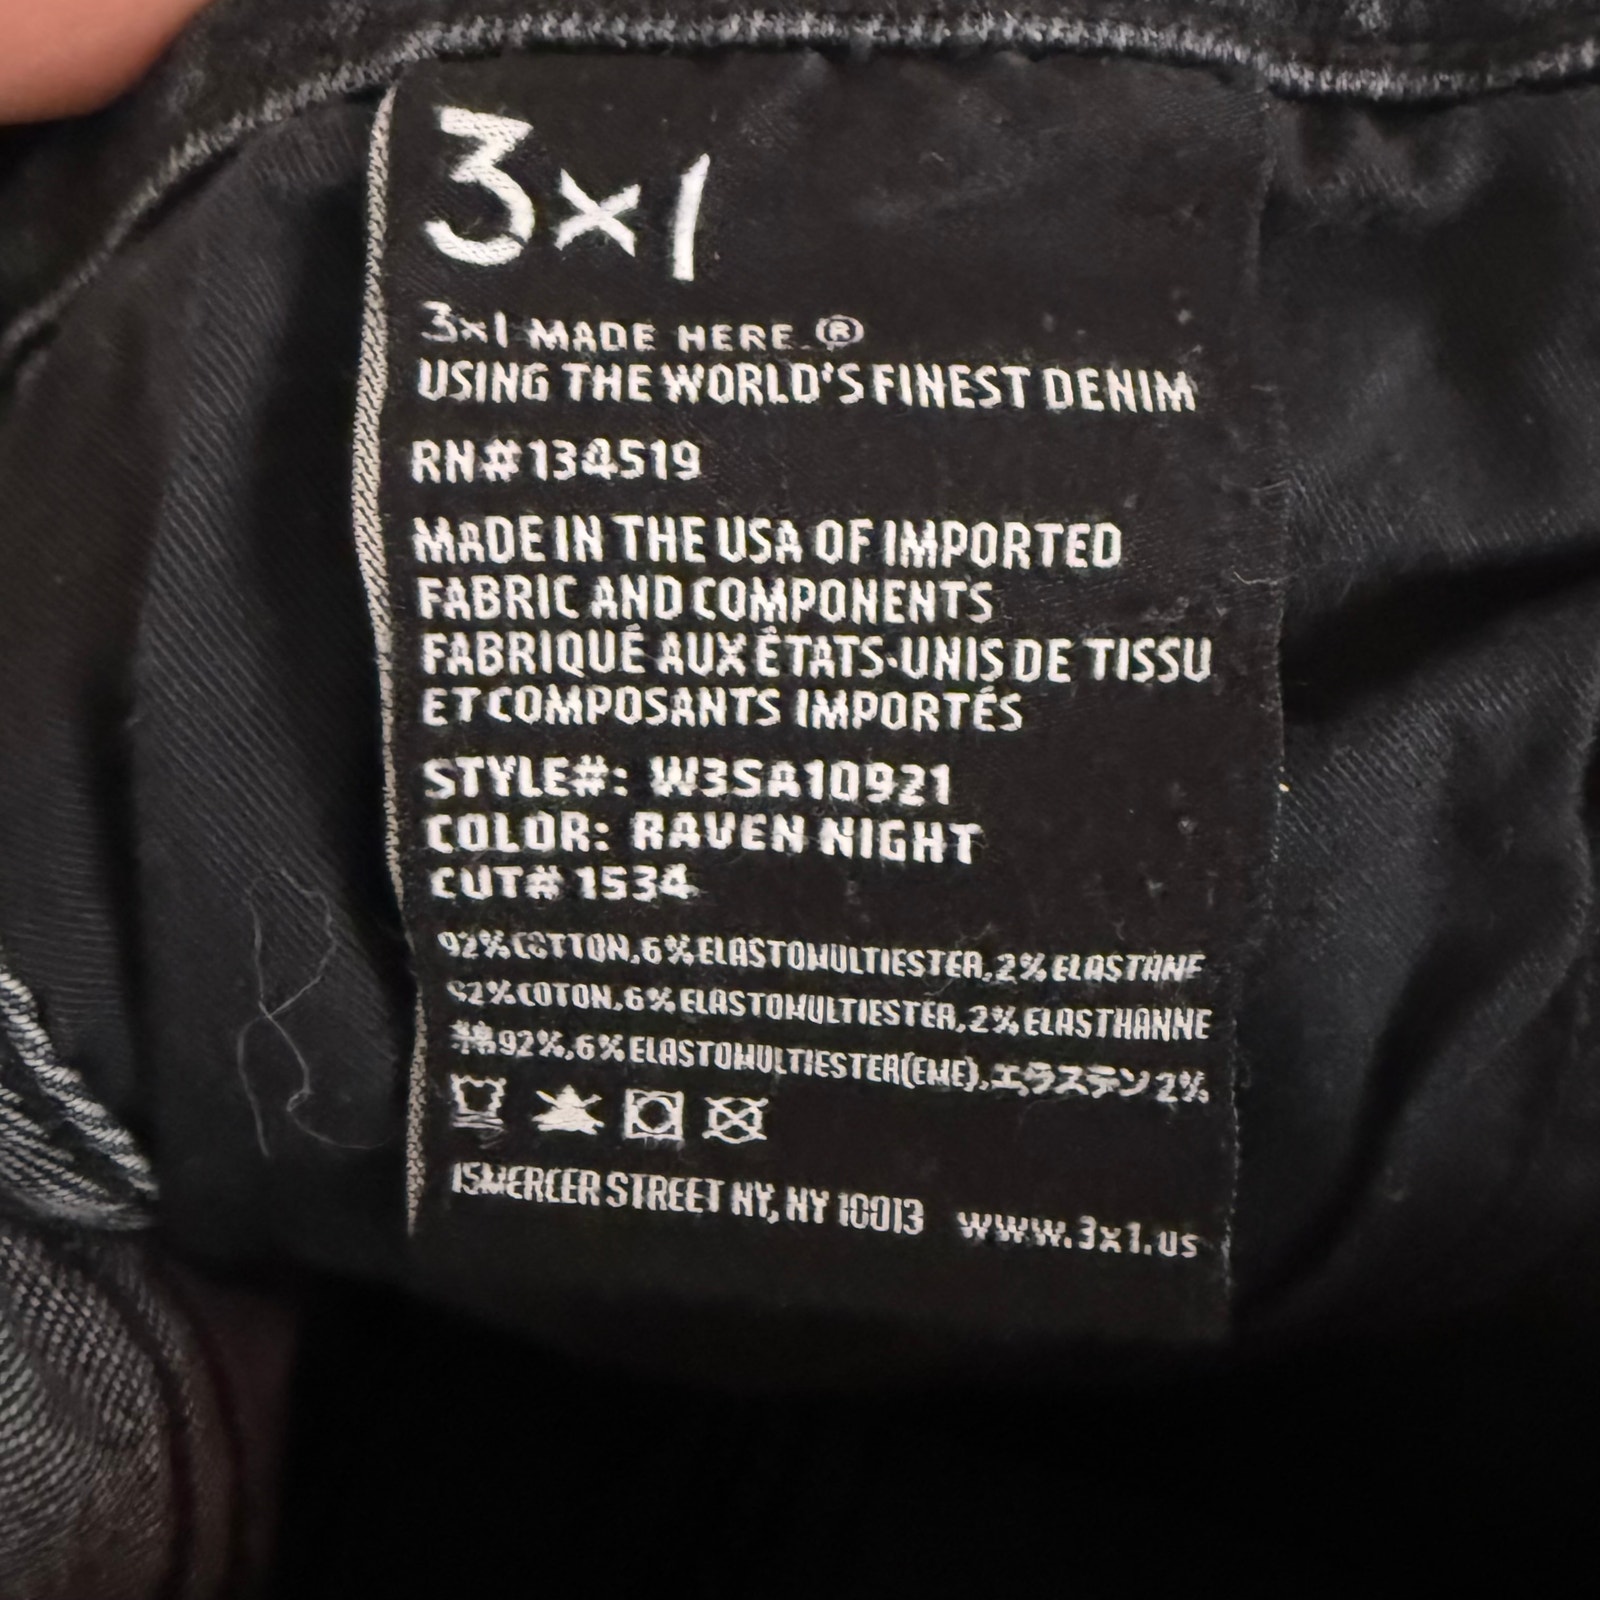 3x1
3x1 MADE HERE ®
USING THE WORLD'S FINEST DENIM
RN#134519
MADE IN THE USA OF IMPORTED
FABRIC AND COMPONENTS
FABRIQUÉ AUX ÉTATS-UNIS DE TISSU
ET COMPOSANTS IMPORTÉS
STYLE#: W3SA10921
COLOR: RAVEN NIGHT
CUT# 1534
92% COTTON, 6% ELASTOMULTIESTER, 2% ELASTANE
92% COTON, 6% ELASTOMULTIESTER, 2% ELASTHANNE
綿92%, 6% ELASTOMULTIESTER(EME), エラステン 2%
15 MERCER STREET NY, NY 10013 www.3x1.us